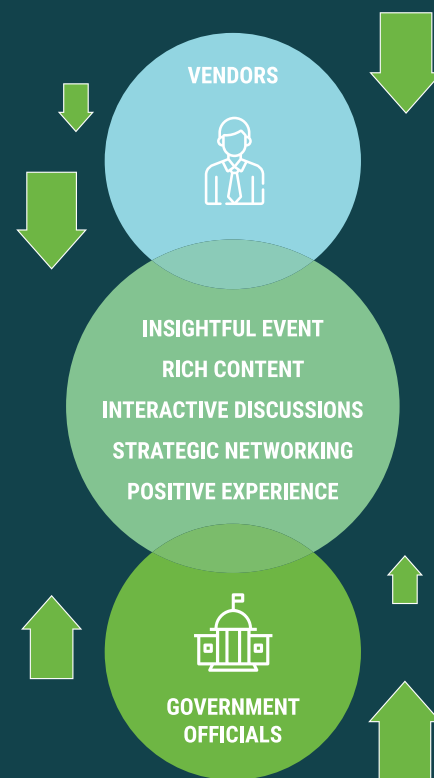 VENDORS
INSIGHTFUL EVENT
RICH CONTENT
INTERACTIVE DISCUSSIONS
STRATEGIC NETWORKING
POSITIVE EXPERIENCE
GOVERNMENT
OFFICIALS